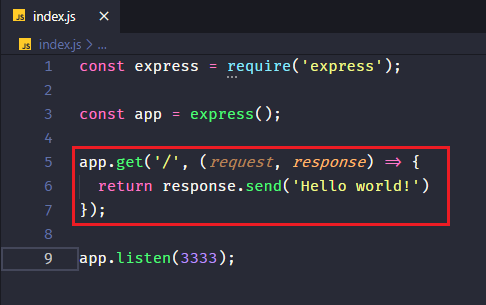 JS index.js ×
JS index.js > ...
1 const express = require('express');
2
3 const app = express();
4
5 app.get('/', (request, response) => {
6 return response.send('Hello world!')
7 });
8
9 app.listen(3333);